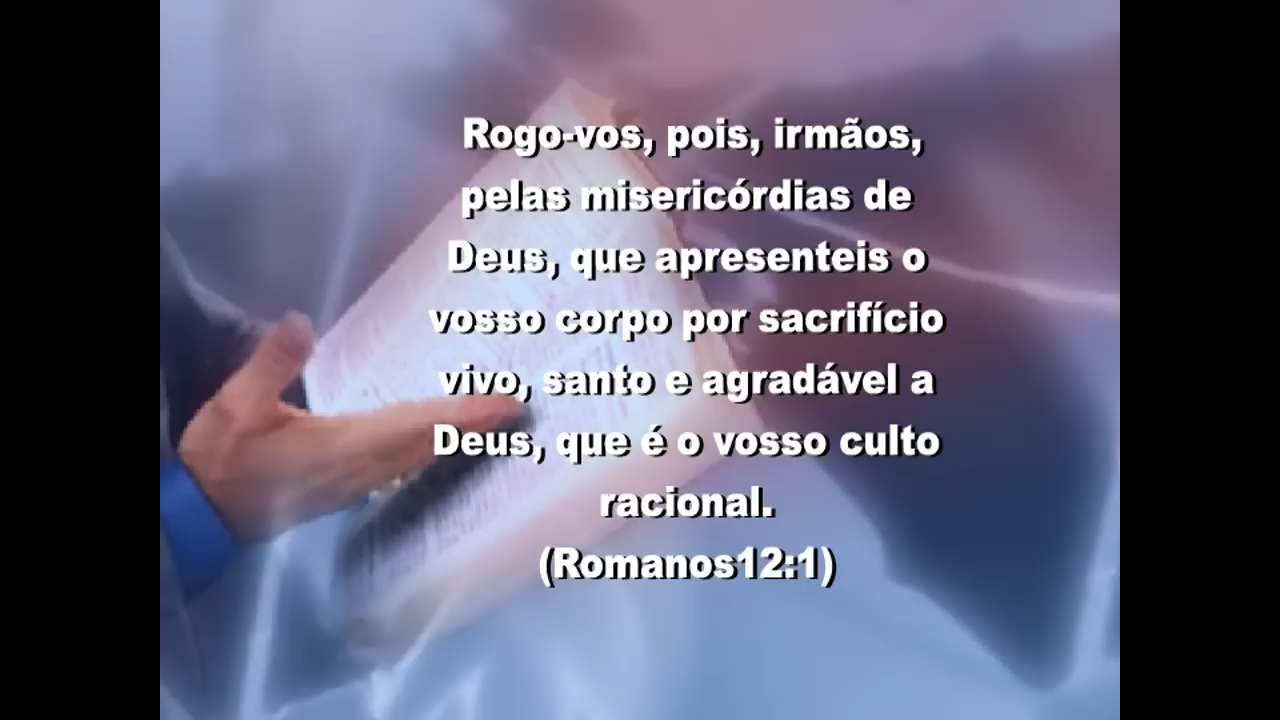 Rogo-vos, pois, irmãos,
pelas misericórdias de
Deus, que apresenteis o
vosso corpo por sacrifício
vivo, santo e agradável a
Deus, que é o vosso culto
racional.
(Romanos12:1)